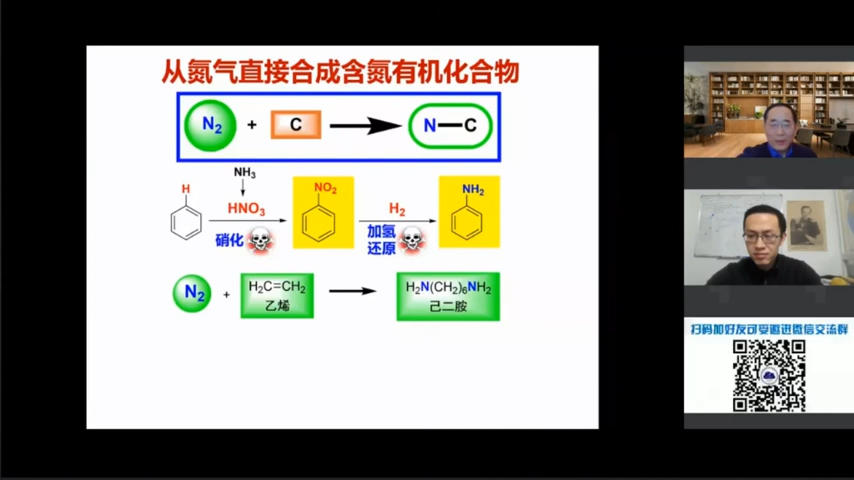 从氮气直接合成含氮有机化合物
N₂ + C N—C
NH₃
H HNO₃ NO₂ H₂ NH₂
硝化 加氢
还原
N₂ + H₂C=CH₂ H₂N(CH₂)₆NH₂
乙烯 己二胺
扫码加好友可受邀进微信交流群